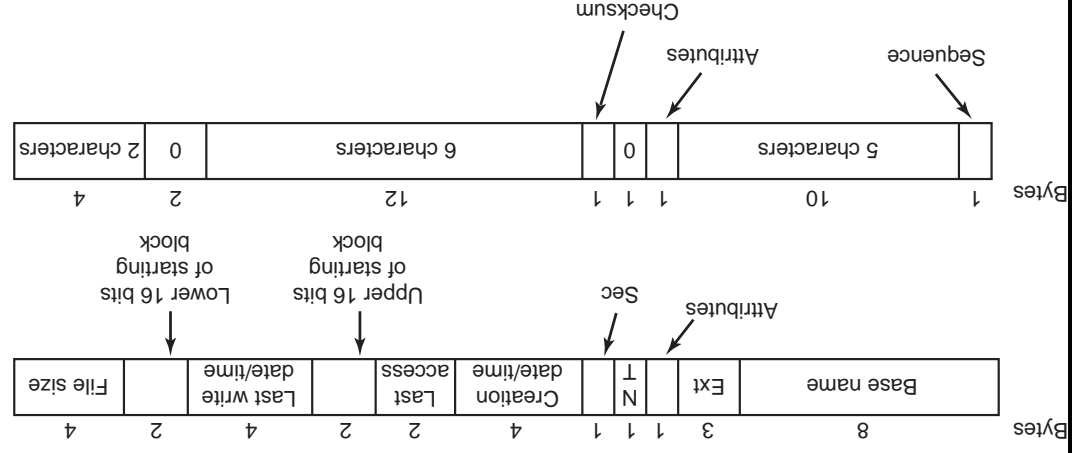 Bytes
8
3
1
1
1
4
2
2
4
2
4
Base name
Ext
N
T
Creation
date/time
Last
access
Last write
date/time
File size
Attributes
Sec
Upper 16 bits
of starting
block
Lower 16 bits
of starting
block
Bytes
1
10
1
1
1
12
2
4
5 characters
0
6 characters
0
2 characters
Sequence
Attributes
Checksum